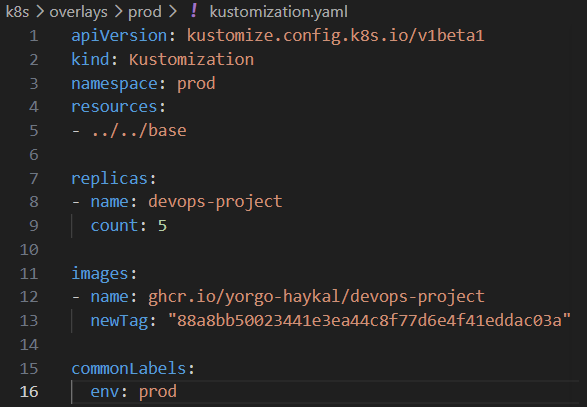 k8s > overlays > prod > ! kustomization.yaml
1 apiVersion: kustomize.config.k8s.io/v1beta1
2 kind: Kustomization
3 namespace: prod
4 resources:
5 - ../../base
6
7 replicas:
8 - name: devops-project
9   count: 5
10
11 images:
12 - name: ghcr.io/yorgo-haykal/devops-project
13   newTag: "88a8bb50023441e3ea44c8f77d6e4f41eddac03a"
14
15 commonLabels:
16   env: prod